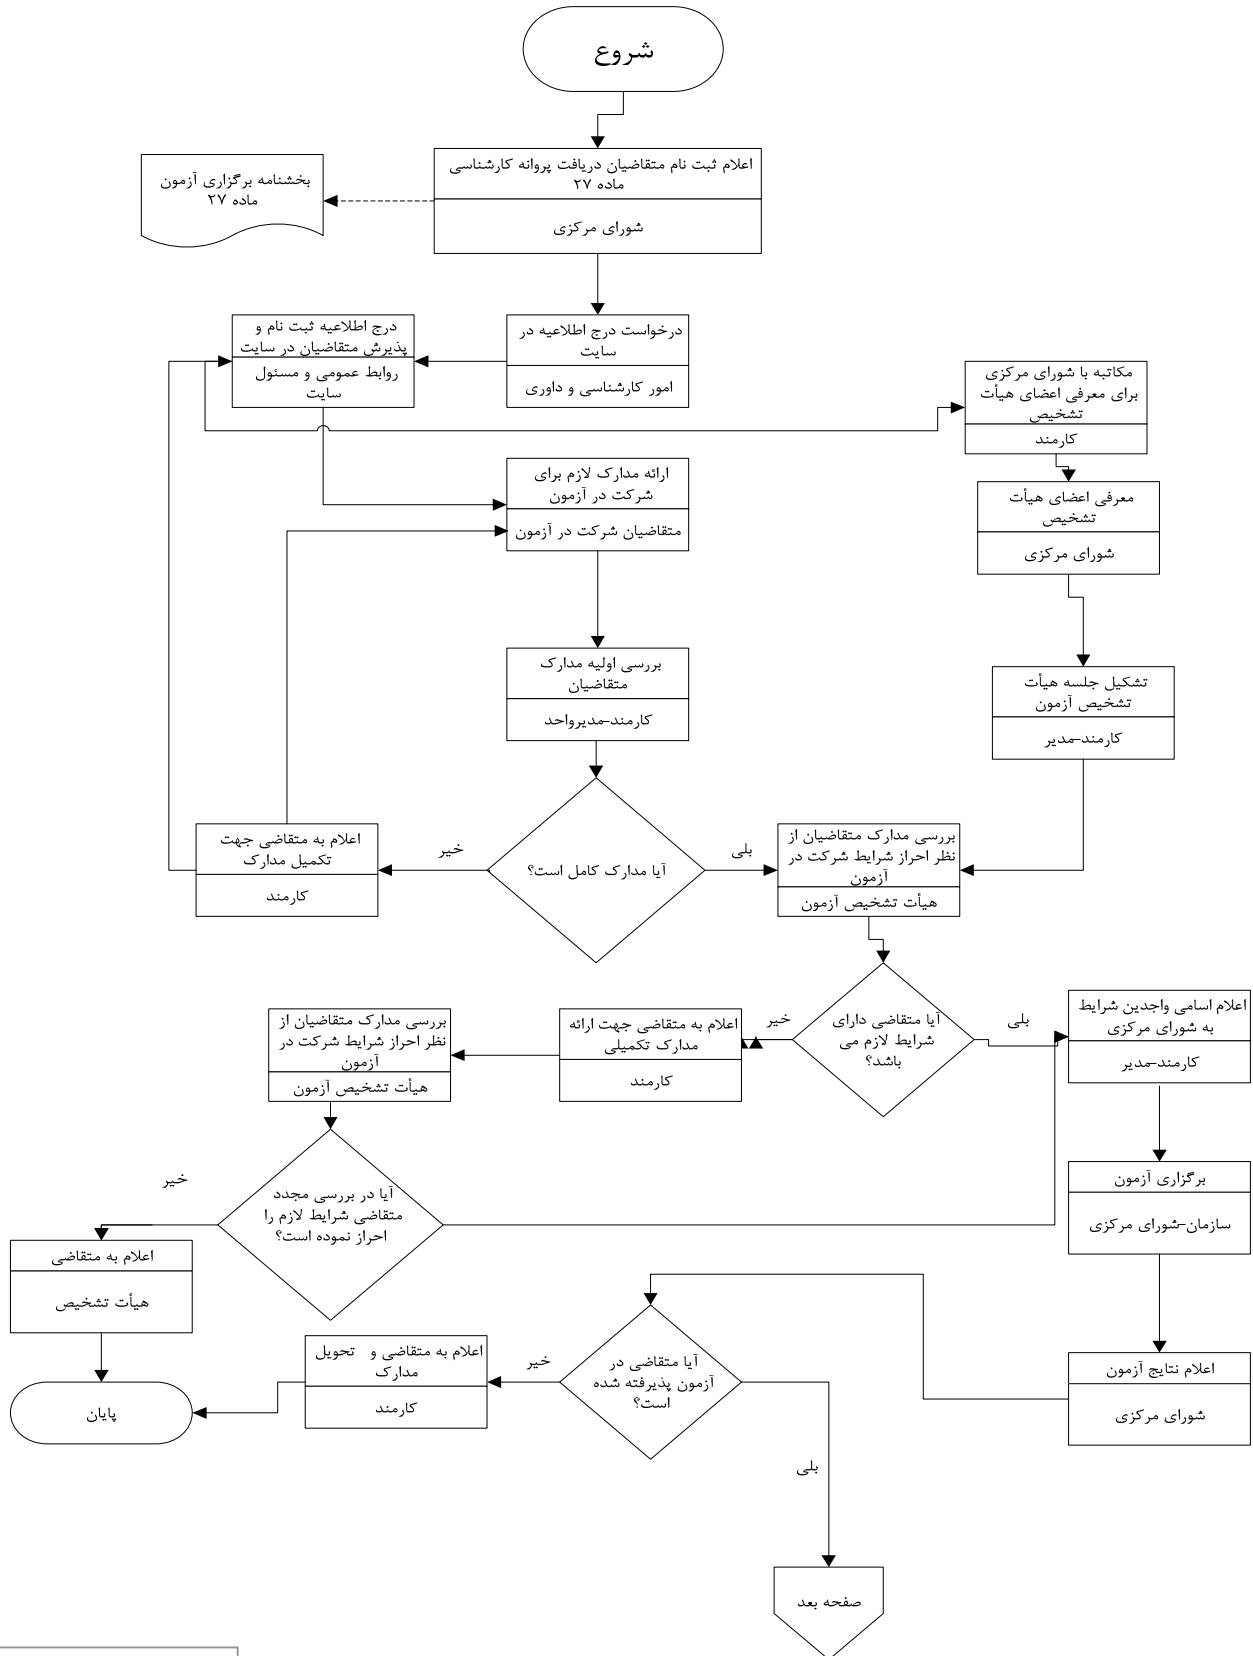 شروع
اعلام ثبت نام متقاضیان دریافت پروانه کارشناسی
ماده ۲۷
شورای مرکزی
بخشنامه برگزاری آزمون
ماده ۲۷
درخواست درج اطلاعیه در
سایت
امور کارشناسی و داوری
درج اطلاعیه ثبت نام و
پذیرش متقاضیان در سایت
روابط عمومی و مسئول
سایت
مکاتبه با شورای مرکزی
برای معرفی اعضای هیأت
تشخیص
کارمند
ارائه مدارک لازم برای
شرکت در آزمون
متقاضیان شرکت در آزمون
معرفی اعضای هیأت
تشخیص
شورای مرکزی
بررسی اولیه مدارک
متقاضیان
کارمند-مدیرواحد
تشکیل جلسه هیأت
تشخیص آزمون
کارمند-مدیر
آیا مدارک کامل است؟
خیر
بلی
اعلام به متقاضی جهت
تکمیل مدارک
کارمند
بررسی مدارک متقاضیان از
نظر احراز شرایط شرکت در
آزمون
هیأت تشخیص آزمون
آیا متقاضی دارای
شرایط لازم می
باشد؟
بلی
خیر
اعلام اسامی واجدین شرایط
به شورای مرکزی
کارمند-مدیر
اعلام به متقاضی جهت ارائه
مدارک تکمیلی
کارمند
بررسی مدارک متقاضیان از
نظر احراز شرایط شرکت در
آزمون
هیأت تشخیص آزمون
آیا در بررسی مجدد
متقاضی شرایط لازم را
احراز نموده است؟
خیر
برگزاری آزمون
سازمان-شورای مرکزی
اعلام به متقاضی
هیأت تشخیص
اعلام نتایج آزمون
شورای مرکزی
آیا متقاضی در
آزمون پذیرفته شده
است؟
خیر
اعلام به متقاضی و تحویل
مدارک
کارمند
پایان
بلی
صفحه بعد